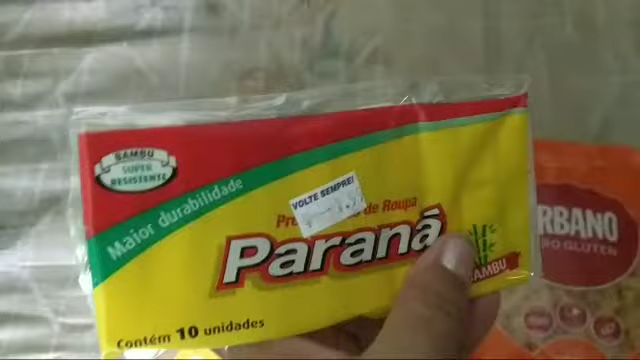 BAMBU
SUPER
RESISTENTE
Maior durabilidade
VOLTE SEMPRE!
de Roupa
Paraná
BAMBU
Contém 10 unidades
RBANO
GLUTEN